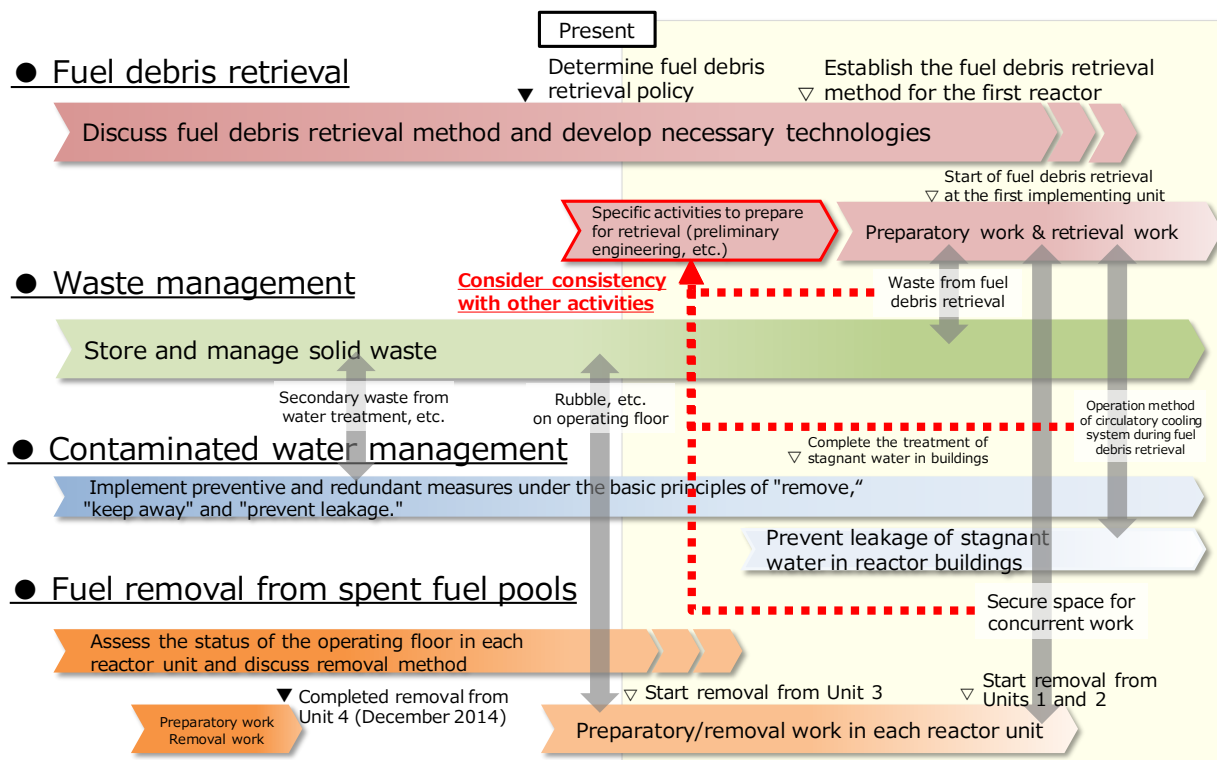 Present
● Fuel debris retrieval
▼ Determine fuel debris
retrieval policy
▽ Establish the fuel debris retrieval
method for the first reactor
Discuss fuel debris retrieval method and develop necessary technologies
Start of fuel debris retrieval
▽ at the first implementing unit
Specific activities to prepare
for retrieval (preliminary
engineering, etc.)
Preparatory work & retrieval work
● Waste management
Consider consistency
with other activities
Waste from fuel
debris retrieval
Store and manage solid waste
Secondary waste from
water treatment, etc.
Rubble, etc.
on operating floor
Operation method
of circulatory cooling
system during fuel
debris retrieval
● Contaminated water management
Complete the treatment of
▽ stagnant water in buildings
Implement preventive and redundant measures under the basic principles of "remove,“
"keep away" and "prevent leakage."
Prevent leakage of stagnant
water in reactor buildings
● Fuel removal from spent fuel pools
Secure space for
concurrent work
Assess the status of the operating floor in each
reactor unit and discuss removal method
▼ Completed removal from
Unit 4 (December 2014)
▽ Start removal from Unit 3
▽ Start removal from
Units 1 and 2
Preparatory work
Removal work
Preparatory/removal work in each reactor unit